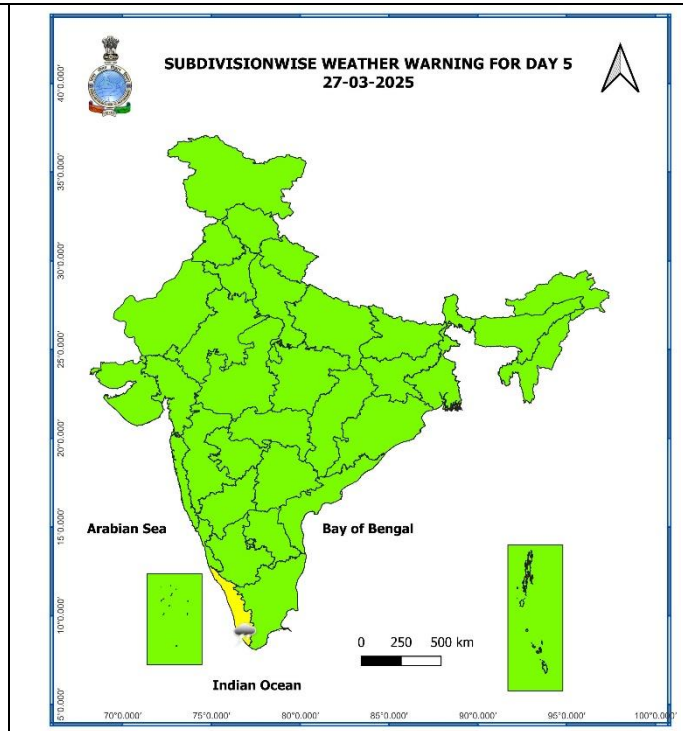 SUBDIVISIONWISE WEATHER WARNING FOR DAY 5
27-03-2025
40°0.000'
35°0.000'
30°0.000'
25°0.000'
20°0.000'
15°0.000'
10°0.000'
5°0.000'
Arabian Sea
Bay of Bengal
0 250 500 km
Indian Ocean
70°0.000' 75°0.000' 80°0.000' 85°0.000' 90°0.000' 95°0.000' 100°0.000'